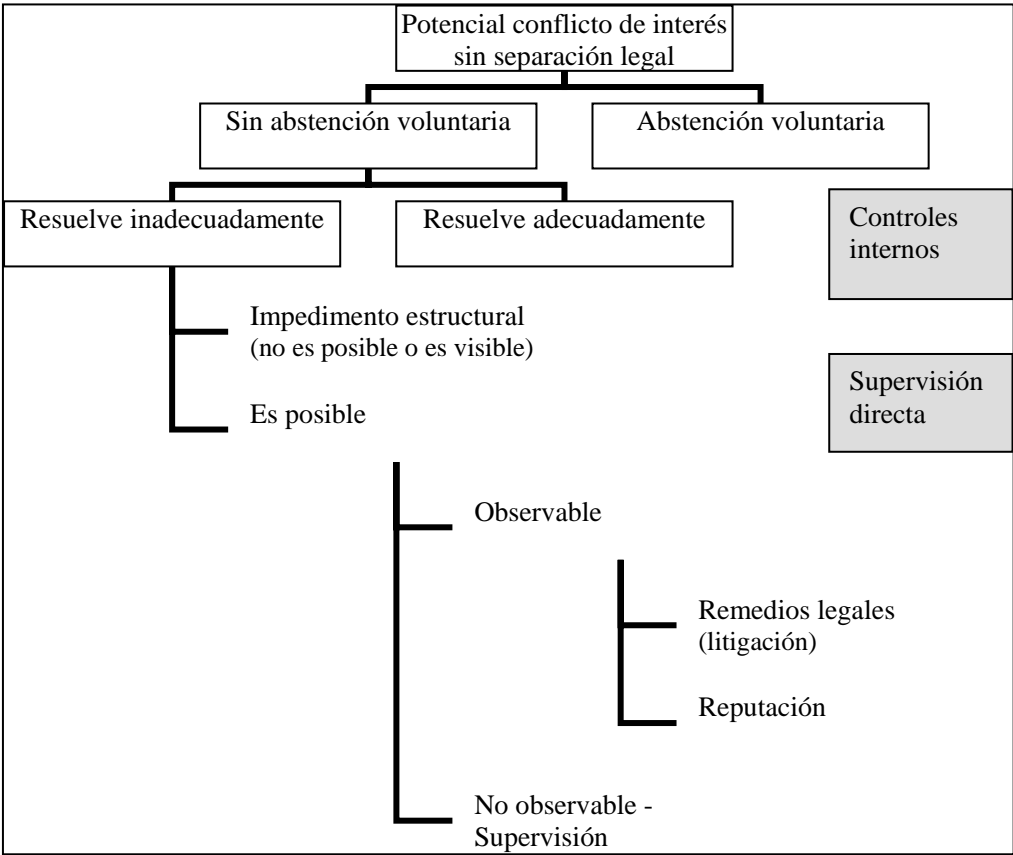 Potencial conflicto de interés
sin separación legal
Sin abstención voluntaria
Abstención voluntaria
Resuelve inadecuadamente
Resuelve adecuadamente
Controles
internos
Impedimento estructural
(no es posible o es visible)
Supervisión
directa
Es posible
Observable
Remedios legales
(litigación)
Reputación
No observable -
Supervisión